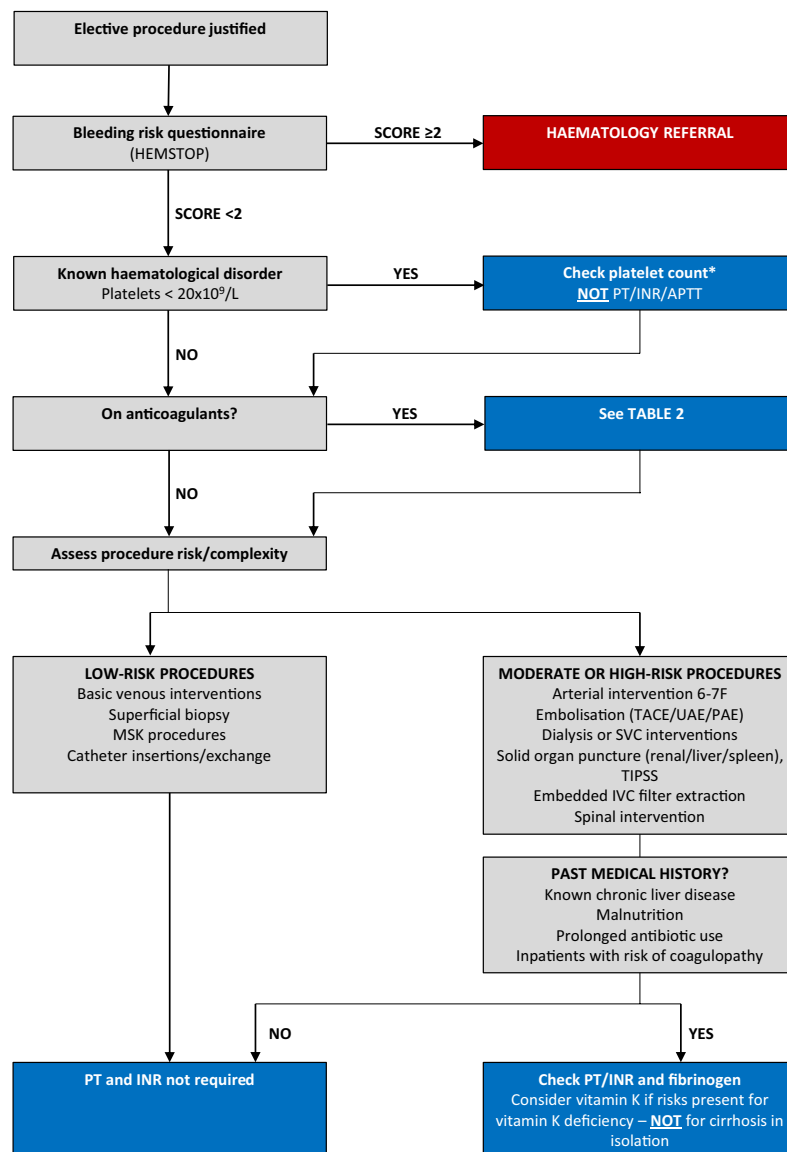 Elective procedure justified
Bleeding risk questionnaire
(HEMSTOP)
SCORE ≥2
HAEMATOLOGY REFERRAL
SCORE <2
Known haematological disorder
Platelets < 20x10⁹/L
YES
Check platelet count*
NOT PT/INR/APTT
NO
On anticoagulants?
YES
See TABLE 2
NO
Assess procedure risk/complexity
LOW-RISK PROCEDURES
Basic venous interventions
Superficial biopsy
MSK procedures
Catheter insertions/exchange
MODERATE OR HIGH-RISK PROCEDURES
Arterial intervention 6-7F
Embolisation (TACE/UAE/PAE)
Dialysis or SVC interventions
Solid organ puncture (renal/liver/spleen),
TIPSS
Embedded IVC filter extraction
Spinal intervention
PAST MEDICAL HISTORY?
Known chronic liver disease
Malnutrition
Prolonged antibiotic use
Inpatients with risk of coagulopathy
NO
YES
PT and INR not required
Check PT/INR and fibrinogen
Consider vitamin K if risks present for
vitamin K deficiency – NOT for cirrhosis in
isolation